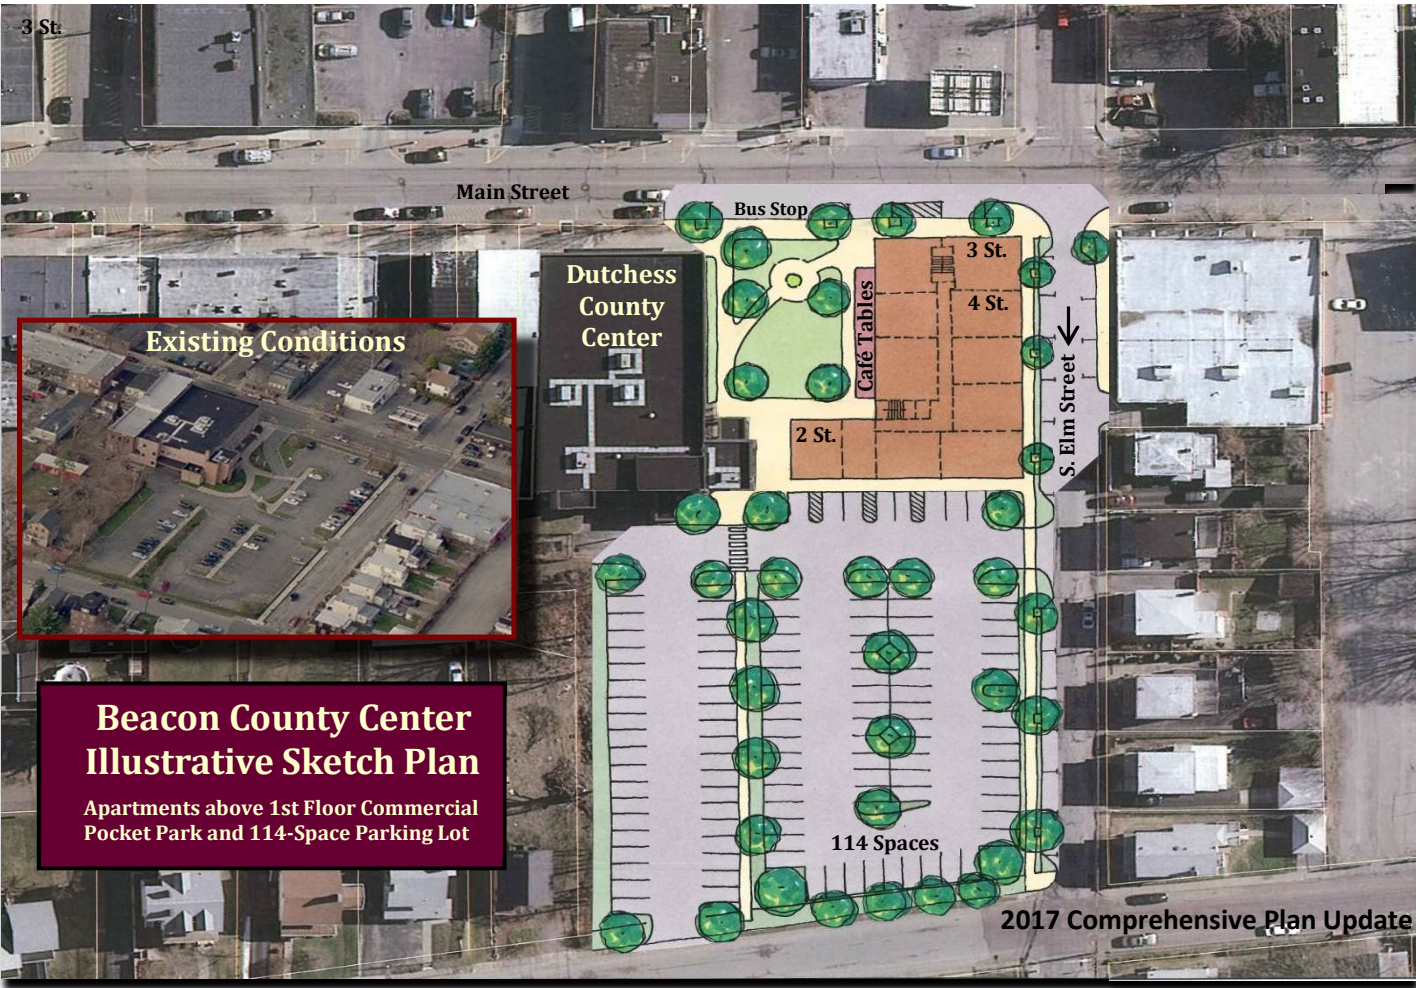 3 St.
Main Street
Bus Stop
3 St.
Dutchess
County
Center
4 St.
Café Tables
Existing Conditions
S. Elm Street
2 St.
Beacon County Center
Illustrative Sketch Plan
Apartments above 1st Floor Commercial
Pocket Park and 114-Space Parking Lot
114 Spaces
2017 Comprehensive Plan Update